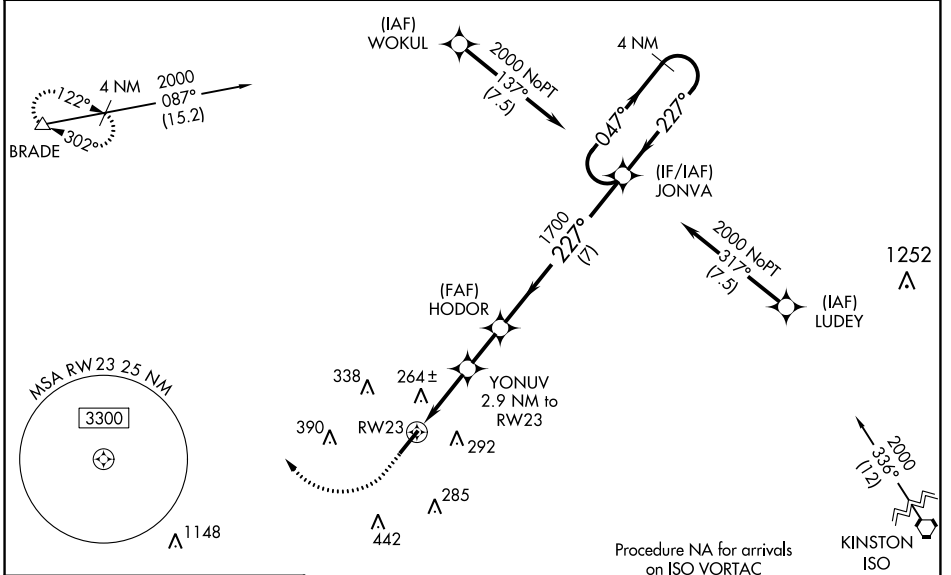 (IAF)
WOKUL
2000 NoPT
137°
(7.5)
4 NM
047°
227°
4 NM
2000
087°
(15.2)
122°
302°
BRADE
(IF/IAF)
JONVA
1700
227°
(7)
2000 NoPT
317°
(7.5)
1252
(IAF)
LUDEY
(FAF)
HODOR
YONUV
2.9 NM to
RW23
338
264±
390
RW23
292
285
442
MSA RW23 25 NM
3300
1148
2000
336°
(12)
KINSTON
ISO
Procedure NA for arrivals
on ISO VORTAC